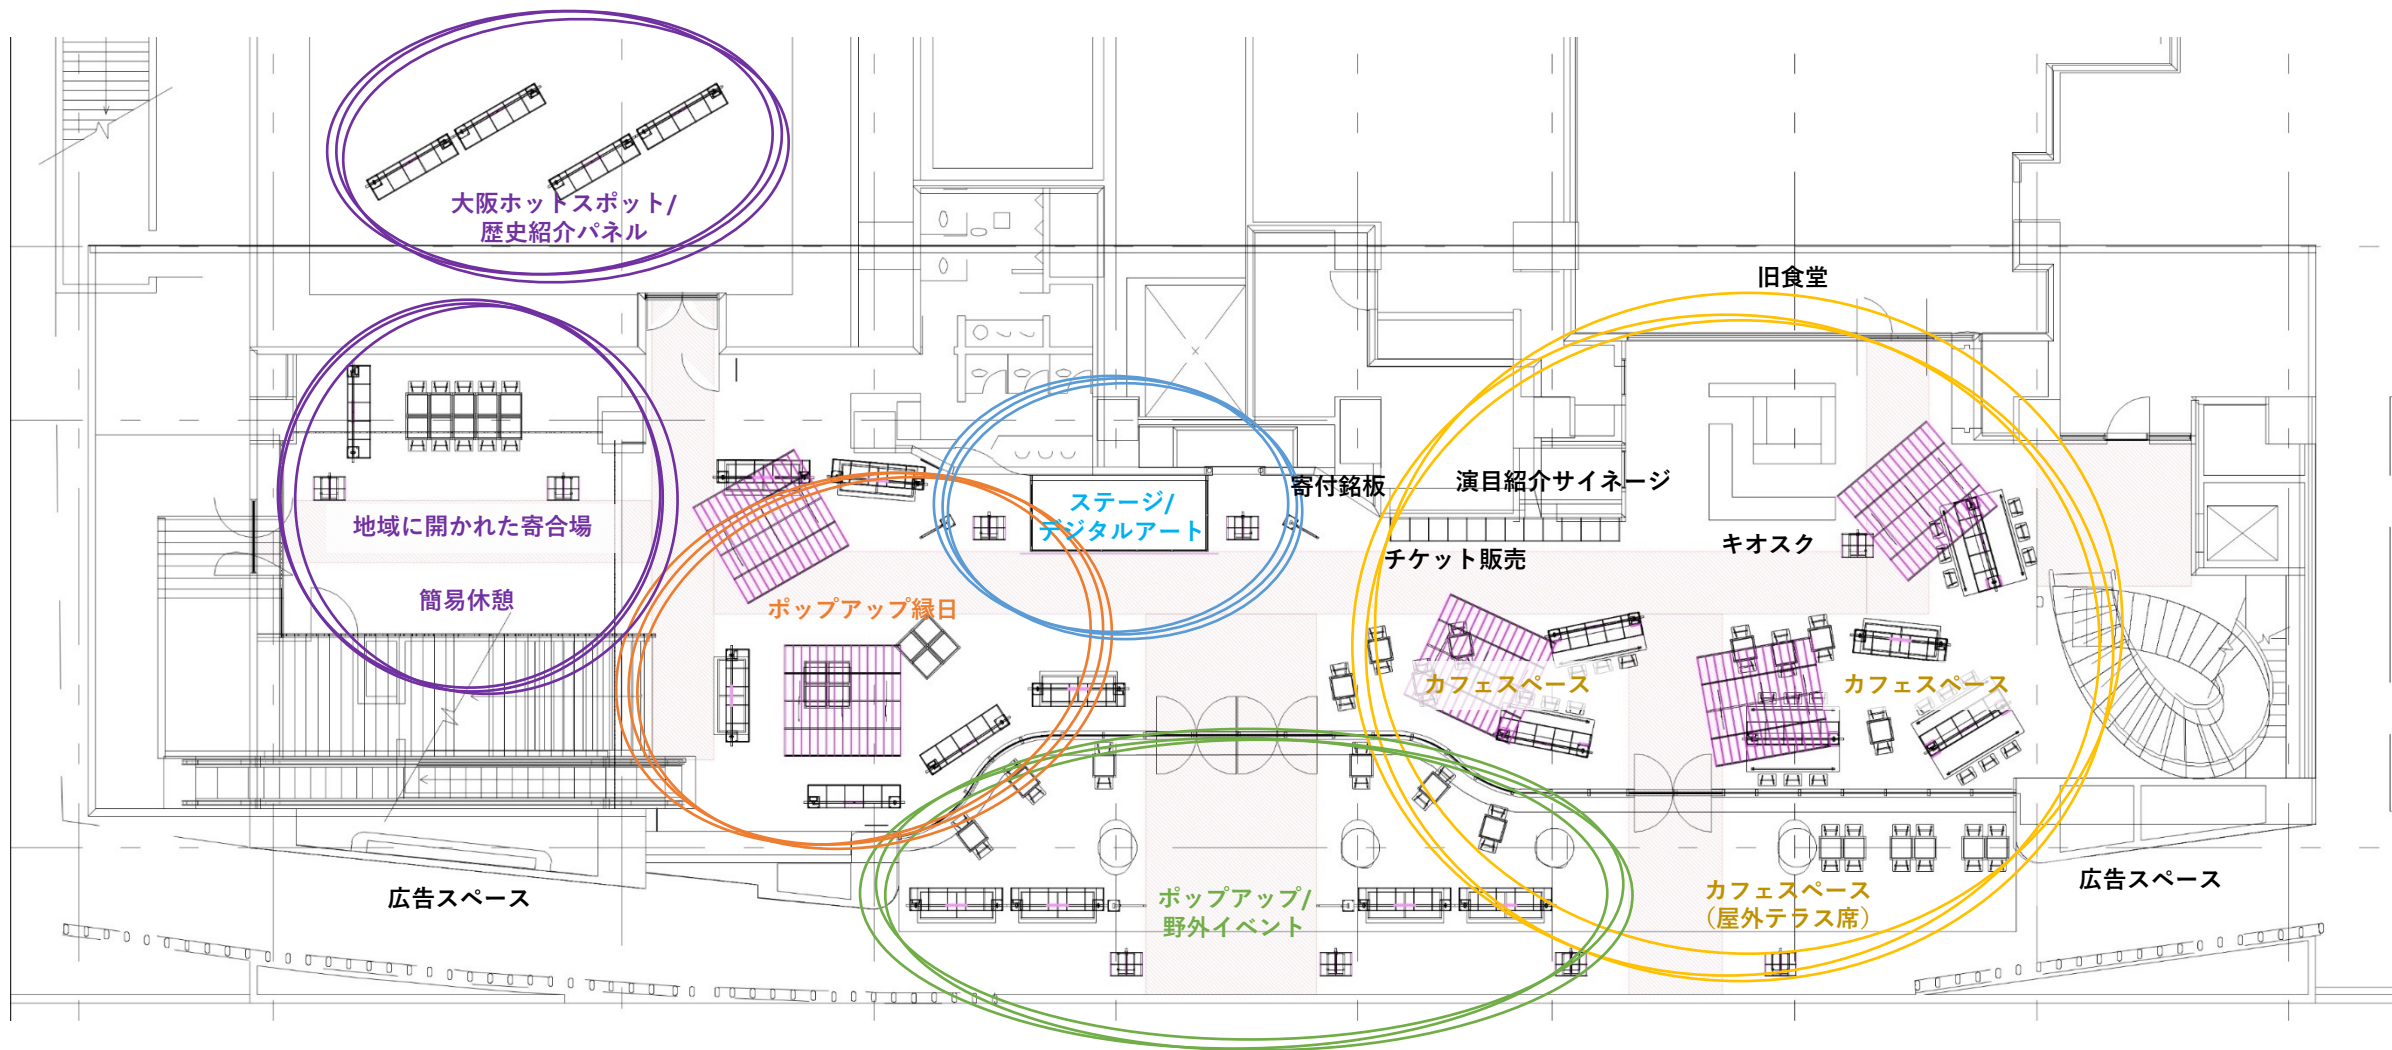 大阪ホットスポット/
歴史紹介パネル
旧食堂
寄付銘板
演目紹介サイネージ
ステージ/
デジタルアート
地域に開かれた寄合場
キオスク
チケット販売
簡易休憩
ポップアップ縁日
カフェスペース
カフェスペース
広告スペース
ポップアップ/
野外イベント
カフェスペース
（屋外テラス席）
広告スペース